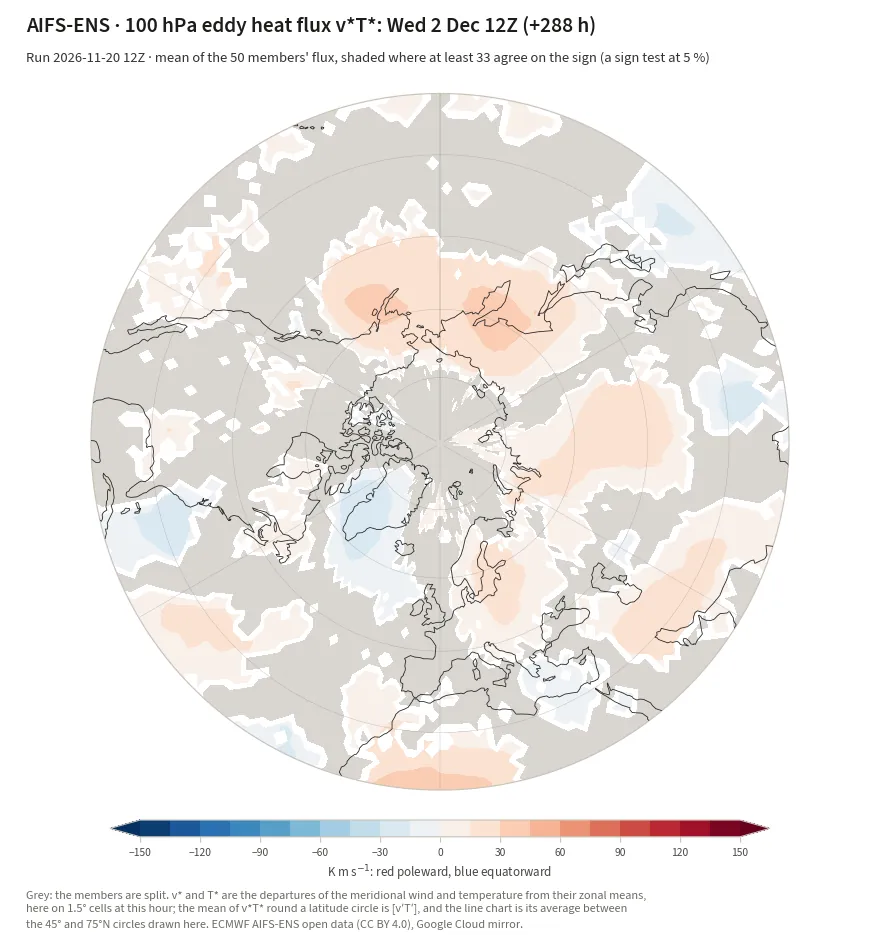 AIFS-ENS · 100 hPa eddy heat flux v*T*: Wed 2 Dec 12Z (+288 h)
Run 2026-11-20 12Z · mean of the 50 members' flux, shaded where at least 33 agree on the sign (a sign test at 5 %)
−150 −120 −90 −60 −30 0 30 60 90 120 150
K m s⁻¹: red poleward, blue equatorward
Grey: the members are split. v* and T* are the departures of the meridional wind and temperature from their zonal means,
here on 1.5° cells at this hour; the mean of v*T* round a latitude circle is [v′T′], and the line chart is its average between
the 45° and 75°N circles drawn here. ECMWF AIFS-ENS open data (CC BY 4.0), Google Cloud mirror.